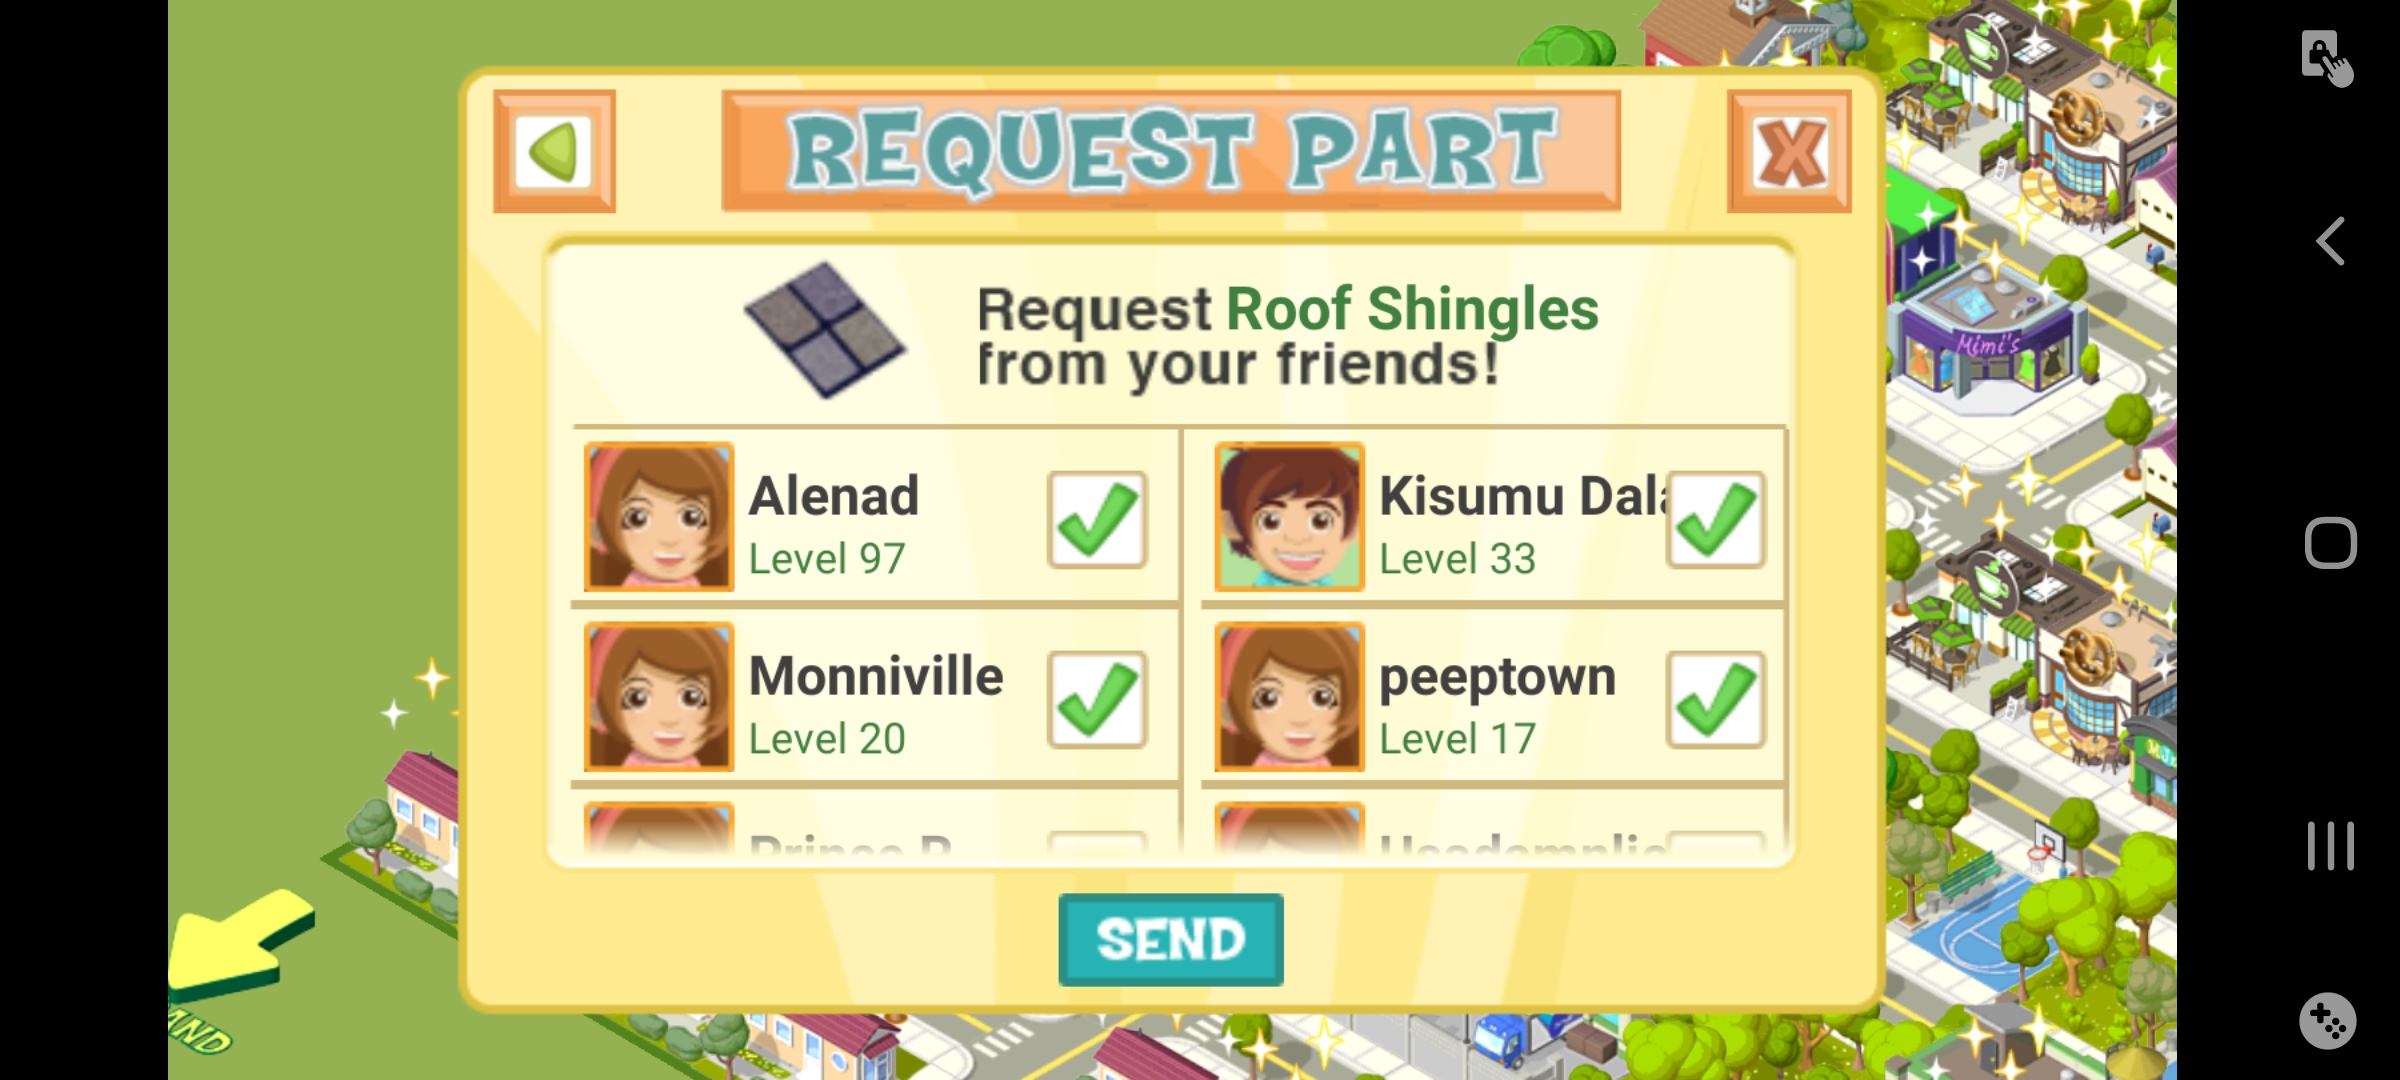 REQUEST PART
Request Roof Shingles
from your friends!
Alenad
Level 97
Kisumu
Level 33
Monniville
Level 20
peeptown
Level 17
Prince
SEND
Mimi's